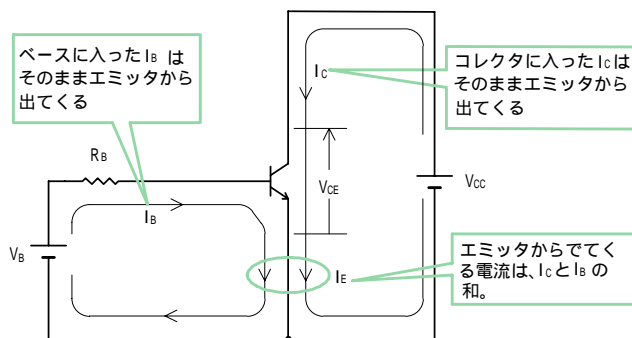 ベースに入ったIB は
そのままエミッタから
出てくる
コレクタに入ったICは
そのままエミッタから
出てくる
IC
RB
VCE
VCC
IB
VB
IE
エミッタからでてく
る電流は、ICとIB の
和。